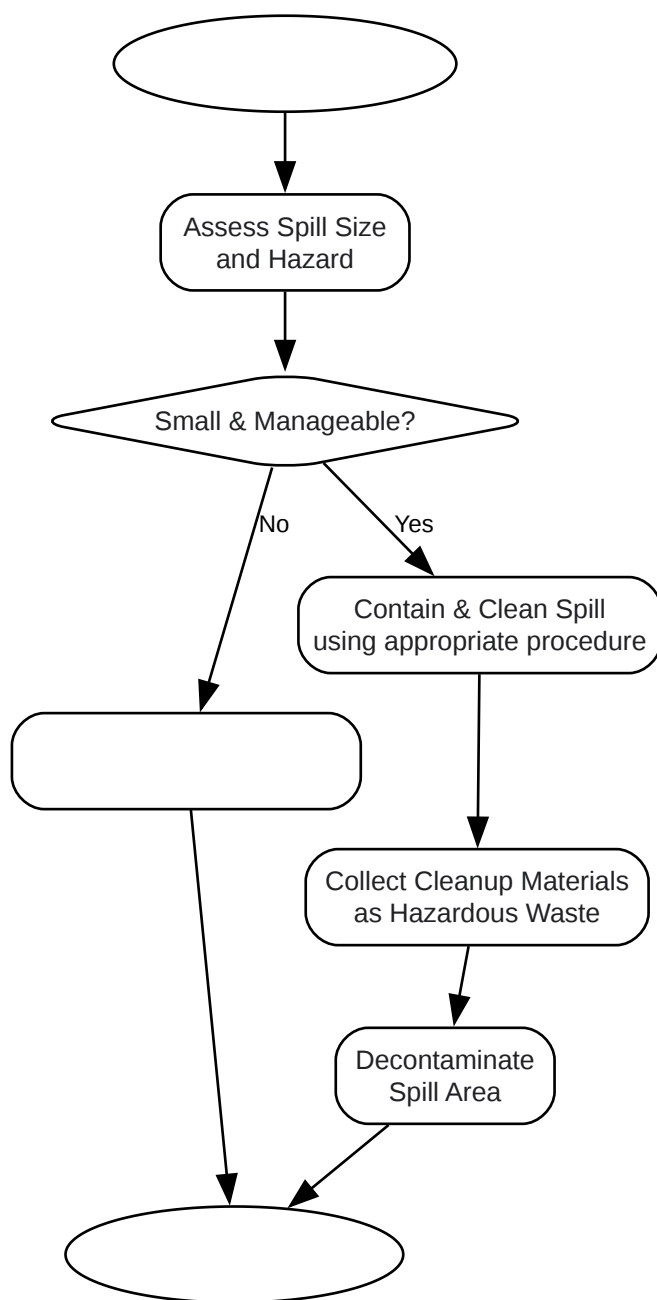 Assess Spill Size
and Hazard
Small & Manageable?
No
Yes
Contain & Clean Spill
using appropriate procedure
Collect Cleanup Materials
as Hazardous Waste
Decontaminate
Spill Area